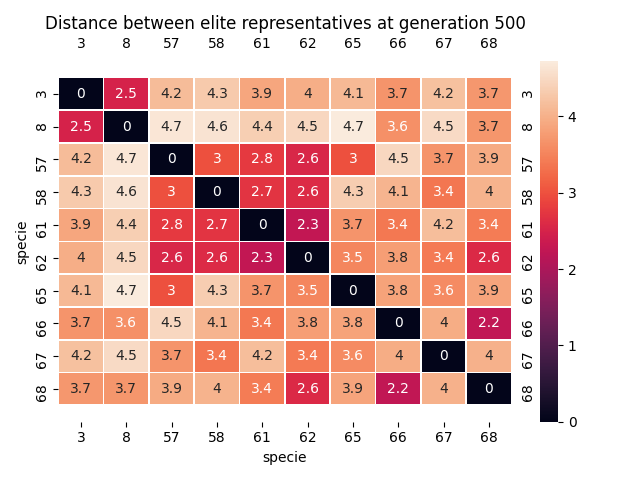 Distance between elite representatives at generation 500
3 8 57 58 61 62 65 66 67 68
3 0 2.5 4.2 4.3 3.9 4 4.1 3.7 4.2 3.7 3
8 2.5 0 4.7 4.6 4.4 4.5 4.7 3.6 4.5 3.7 8
57 4.2 4.7 0 3 2.8 2.6 3 4.5 3.7 3.9 57
58 4.3 4.6 3 0 2.7 2.6 4.3 4.1 3.4 4 58
61 3.9 4.4 2.8 2.7 0 2.3 3.7 3.4 4.2 3.4 61
62 4 4.5 2.6 2.6 2.3 0 3.5 3.8 3.4 2.6 62
65 4.1 4.7 3 4.3 3.7 3.5 0 3.8 3.6 3.9 65
66 3.7 3.6 4.5 4.1 3.4 3.8 3.8 0 4 2.2 66
67 4.2 4.5 3.7 3.4 4.2 3.4 3.6 4 0 4 67
68 3.7 3.7 3.9 4 3.4 2.6 3.9 2.2 4 0 68
3 8 57 58 61 62 65 66 67 68
specie
specie
4
3
2
1
0